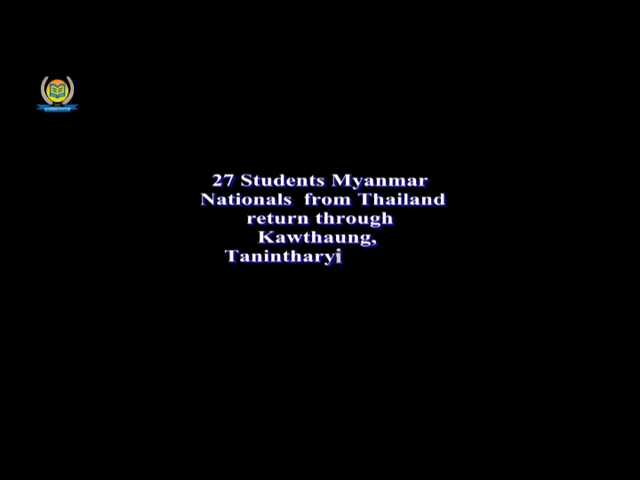 27 Students Myanmar
Nationals from Thailand
return through
Kawthaung,
Tanintharyi